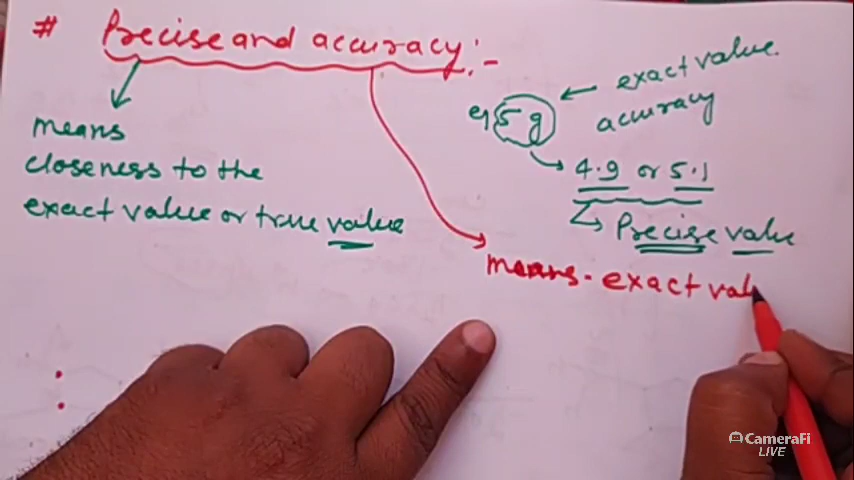 # Precise and accuracy :-
means
closeness to the
exact value or true value
eg 5 g
exact value.
accuracy
4.9 or 5.1
Precise value
means - exact val
CameraFi
LIVE